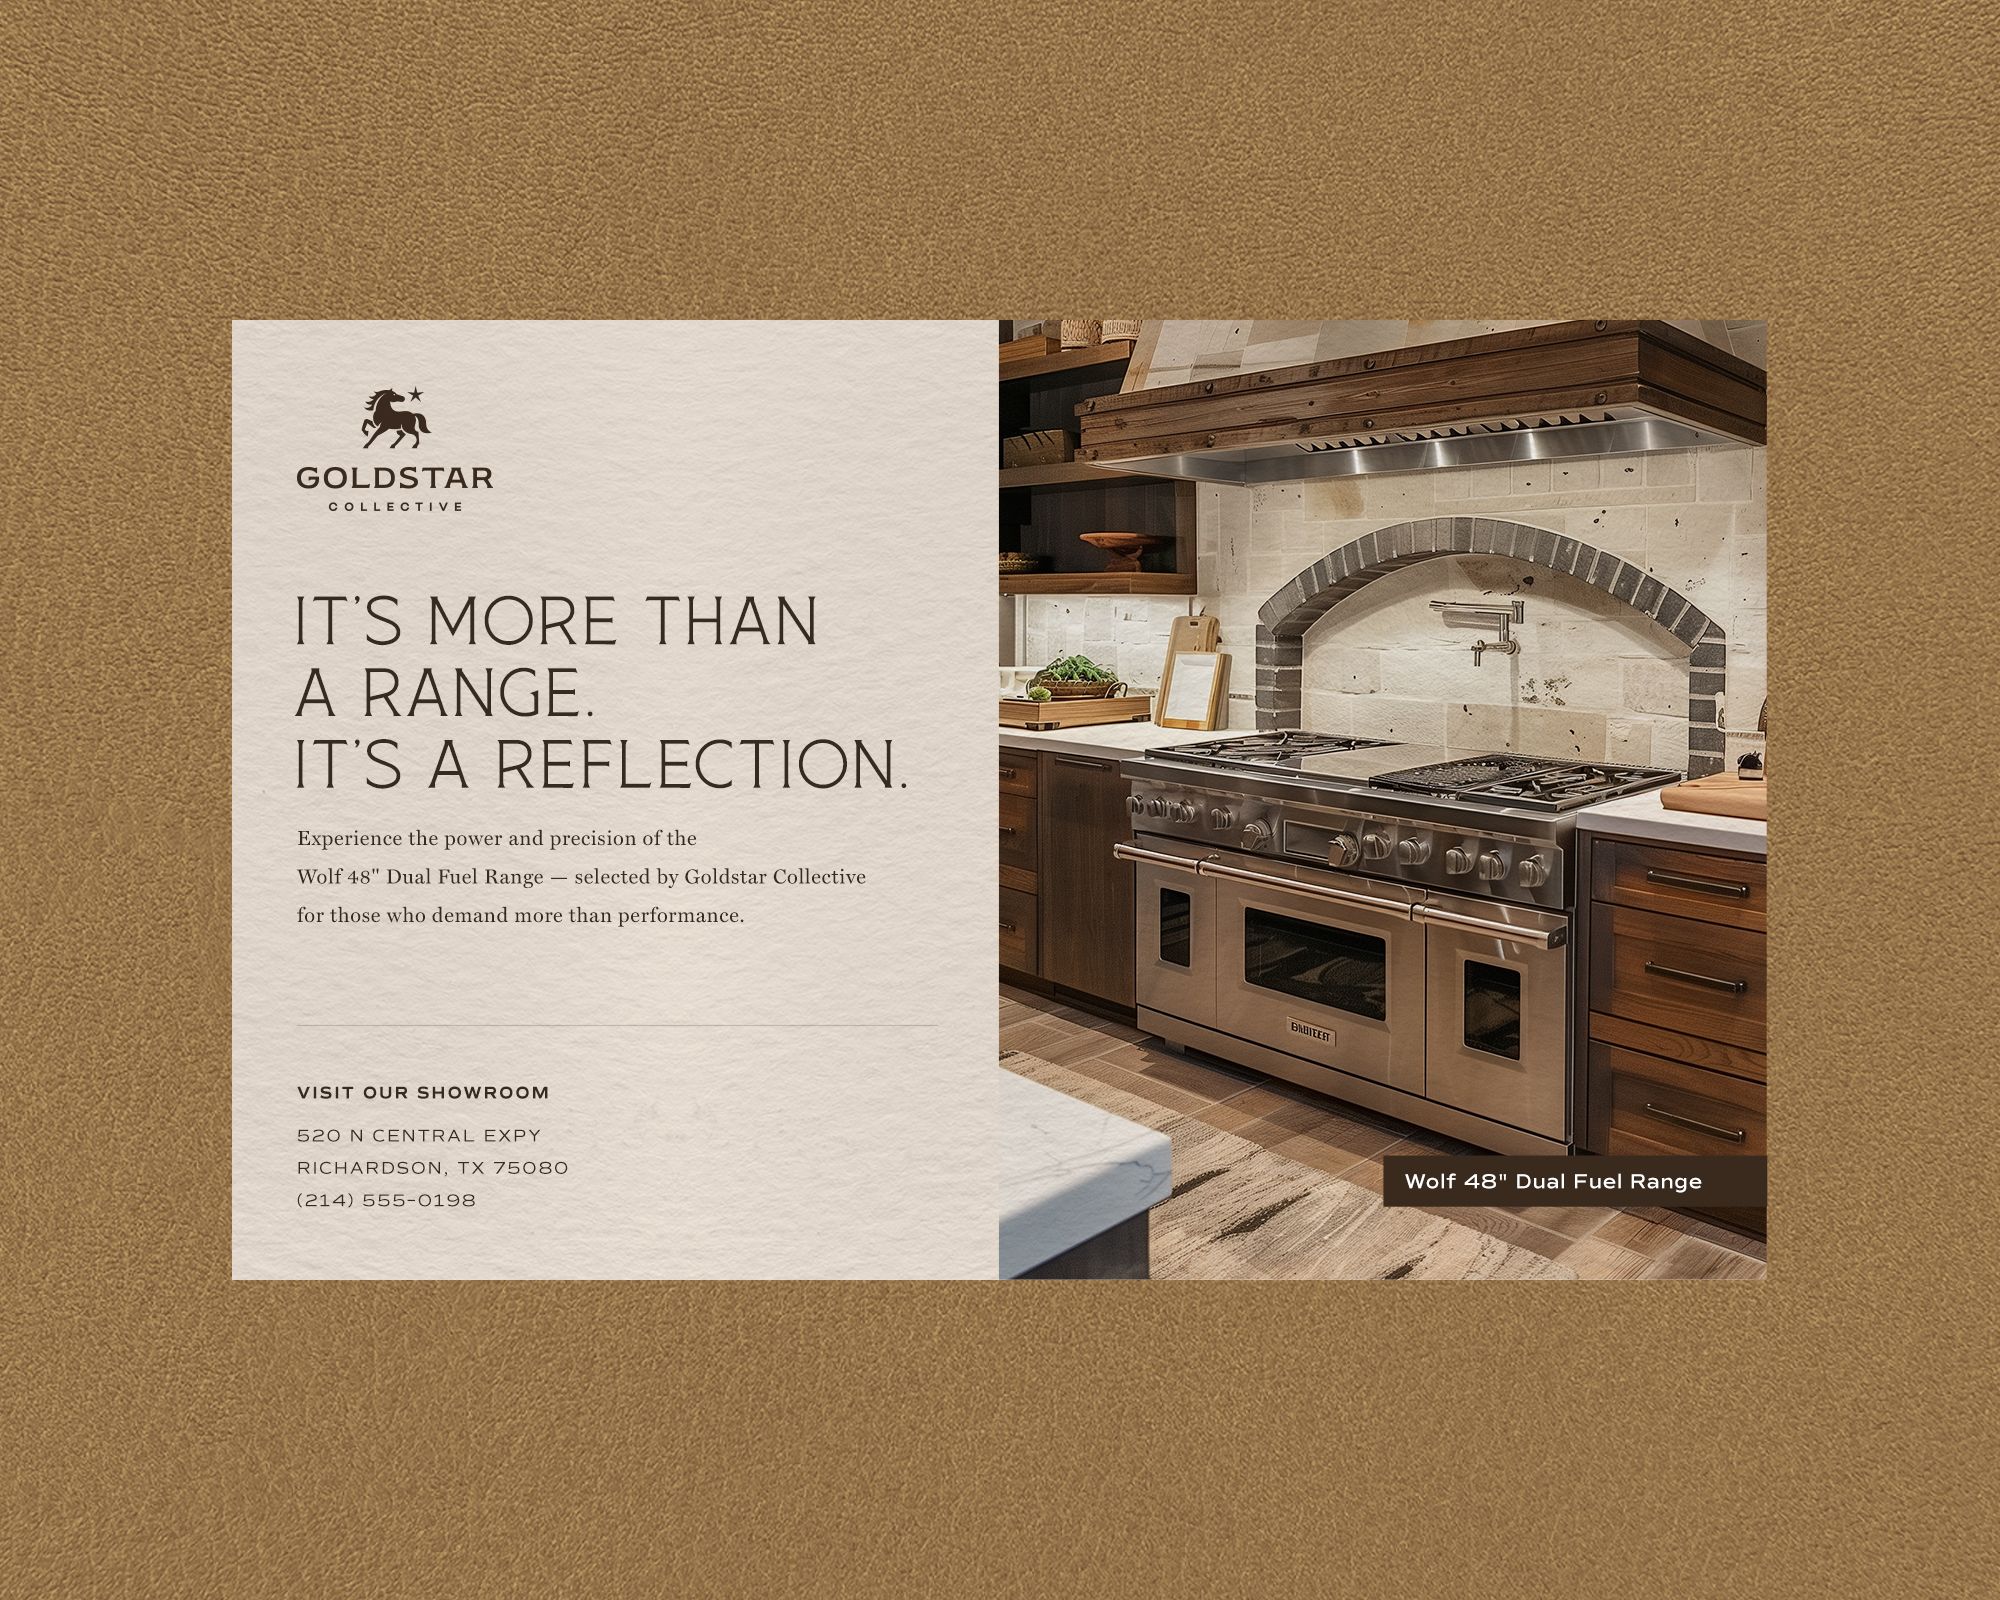 GOLDSTAR
COLLECTIVE
IT’S MORE THAN
A RANGE.
IT’S A REFLECTION.
Experience the power and precision of the
Wolf 48" Dual Fuel Range — selected by Goldstar Collective
for those who demand more than performance.
VISIT OUR SHOWROOM
520 N CENTRAL EXPY
RICHARDSON, TX 75080
(214) 555-0198
Wolf 48" Dual Fuel Range